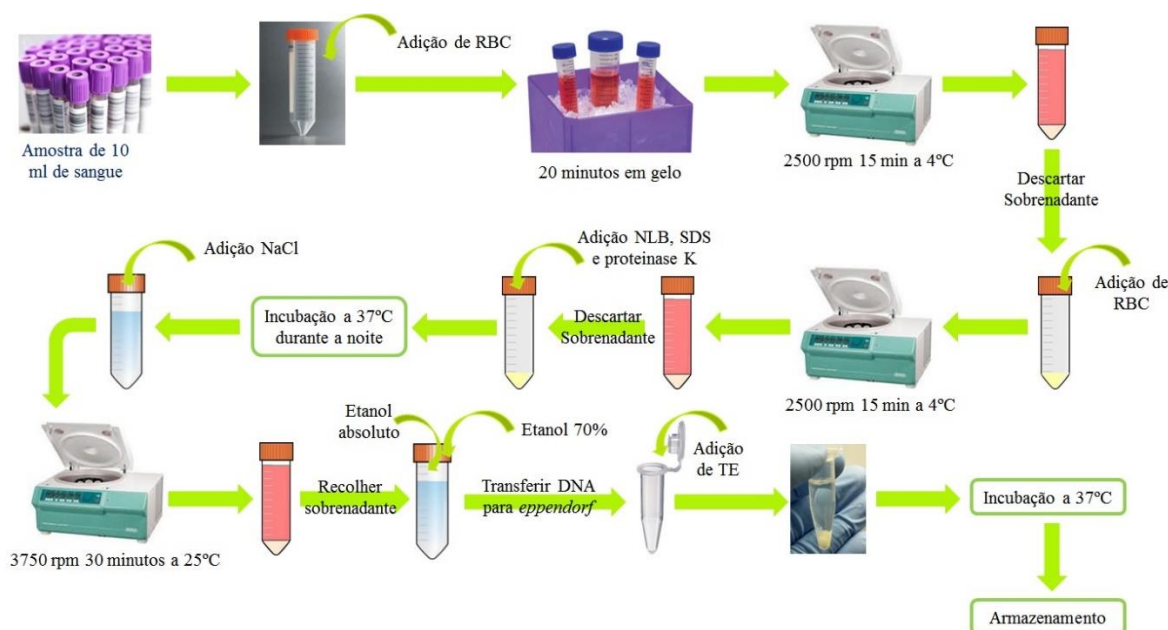 Adição de RBC
Amostra de 10
ml de sangue
20 minutos em gelo
2500 rpm 15 min a 4ºC
Descartar
Sobrenadante
Adição de
RBC
2500 rpm 15 min a 4ºC
Descartar
Sobrenadante
Adição NLB, SDS
e proteinase K
Incubação a 37ºC
durante a noite
Adição NaCl
3750 rpm 30 minutos a 25ºC
Recolher
sobrenadante
Etanol
absoluto
Etanol 70%
Transferir DNA
para eppendorf
Adição
de TE
Incubação a 37ºC
Armazenamento